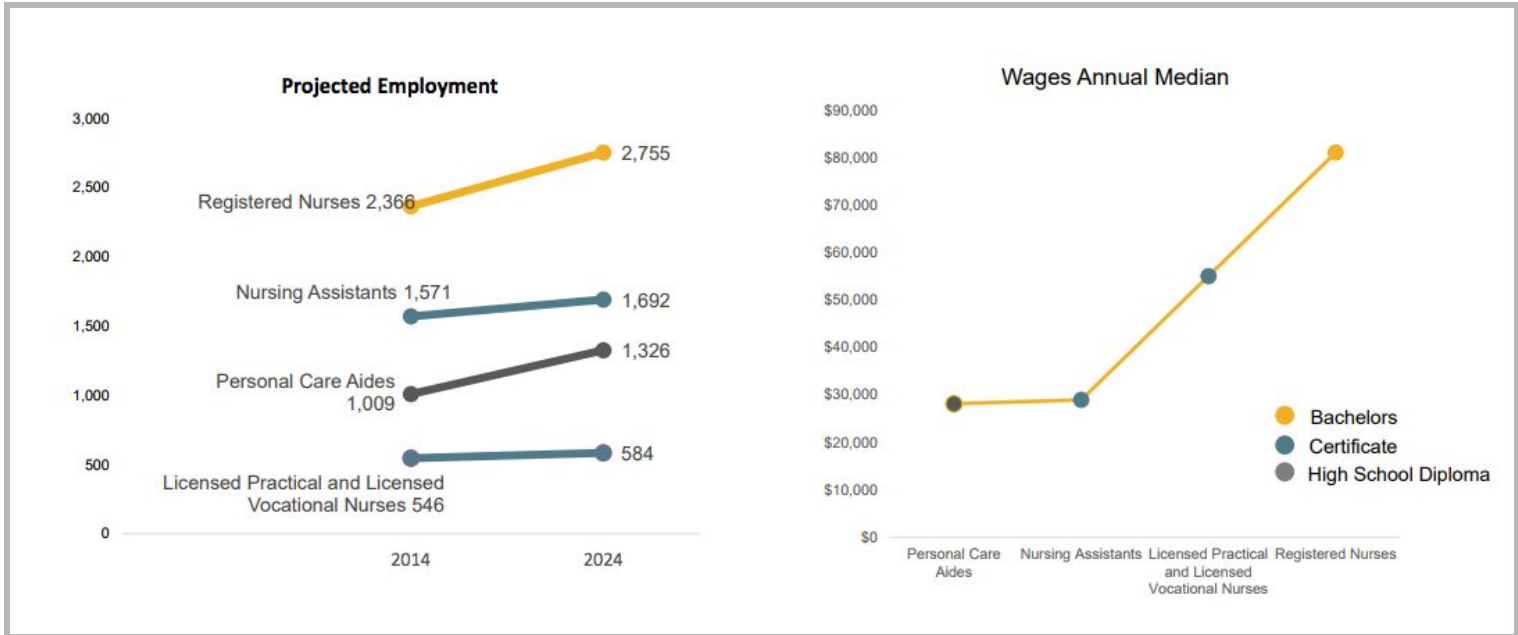 Projected Employment
3,000
2,500
2,000
1,500
1,000
500
0
Registered Nurses 2,366
2,755
Nursing Assistants 1,571
1,692
Personal Care Aides
1,009
1,326
Licensed Practical and Licensed
Vocational Nurses 546
584
2014
2024
Wages Annual Median
$90,000
$80,000
$70,000
$60,000
$50,000
$40,000
$30,000
$20,000
$10,000
$0
Personal Care
Aides
Nursing Assistants
Licensed Practical
and Licensed
Vocational Nurses
Registered Nurses
Bachelors
Certificate
High School Diploma